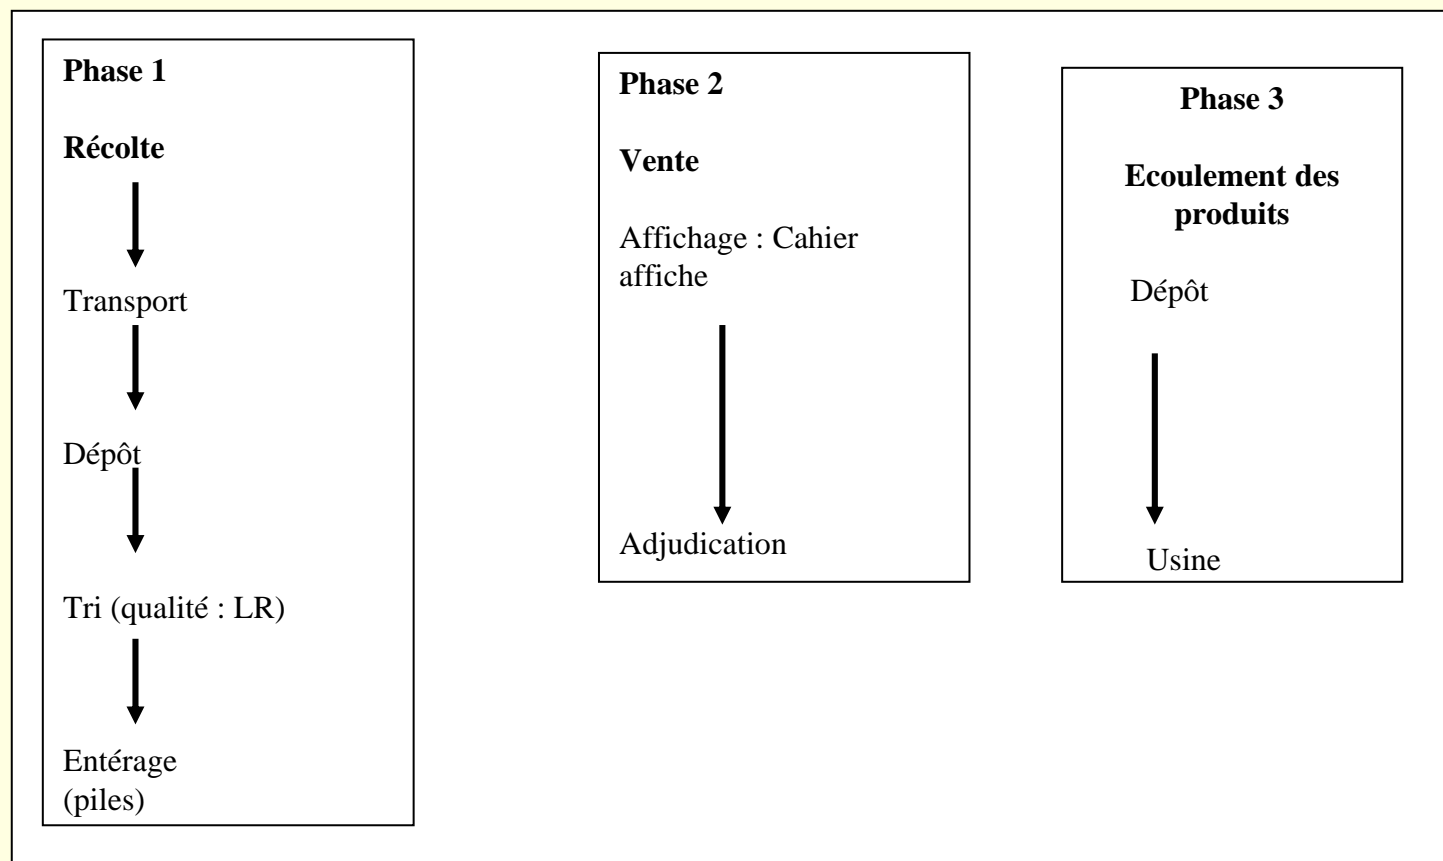 Phase 1
Récolte
Transport
Dépôt
Tri (qualité : LR)
Entérage
(piles)
Phase 2
Vente
Affichage : Cahier
affiche
Adjudication
Phase 3
Ecoulement des
produits
Dépôt
Usine